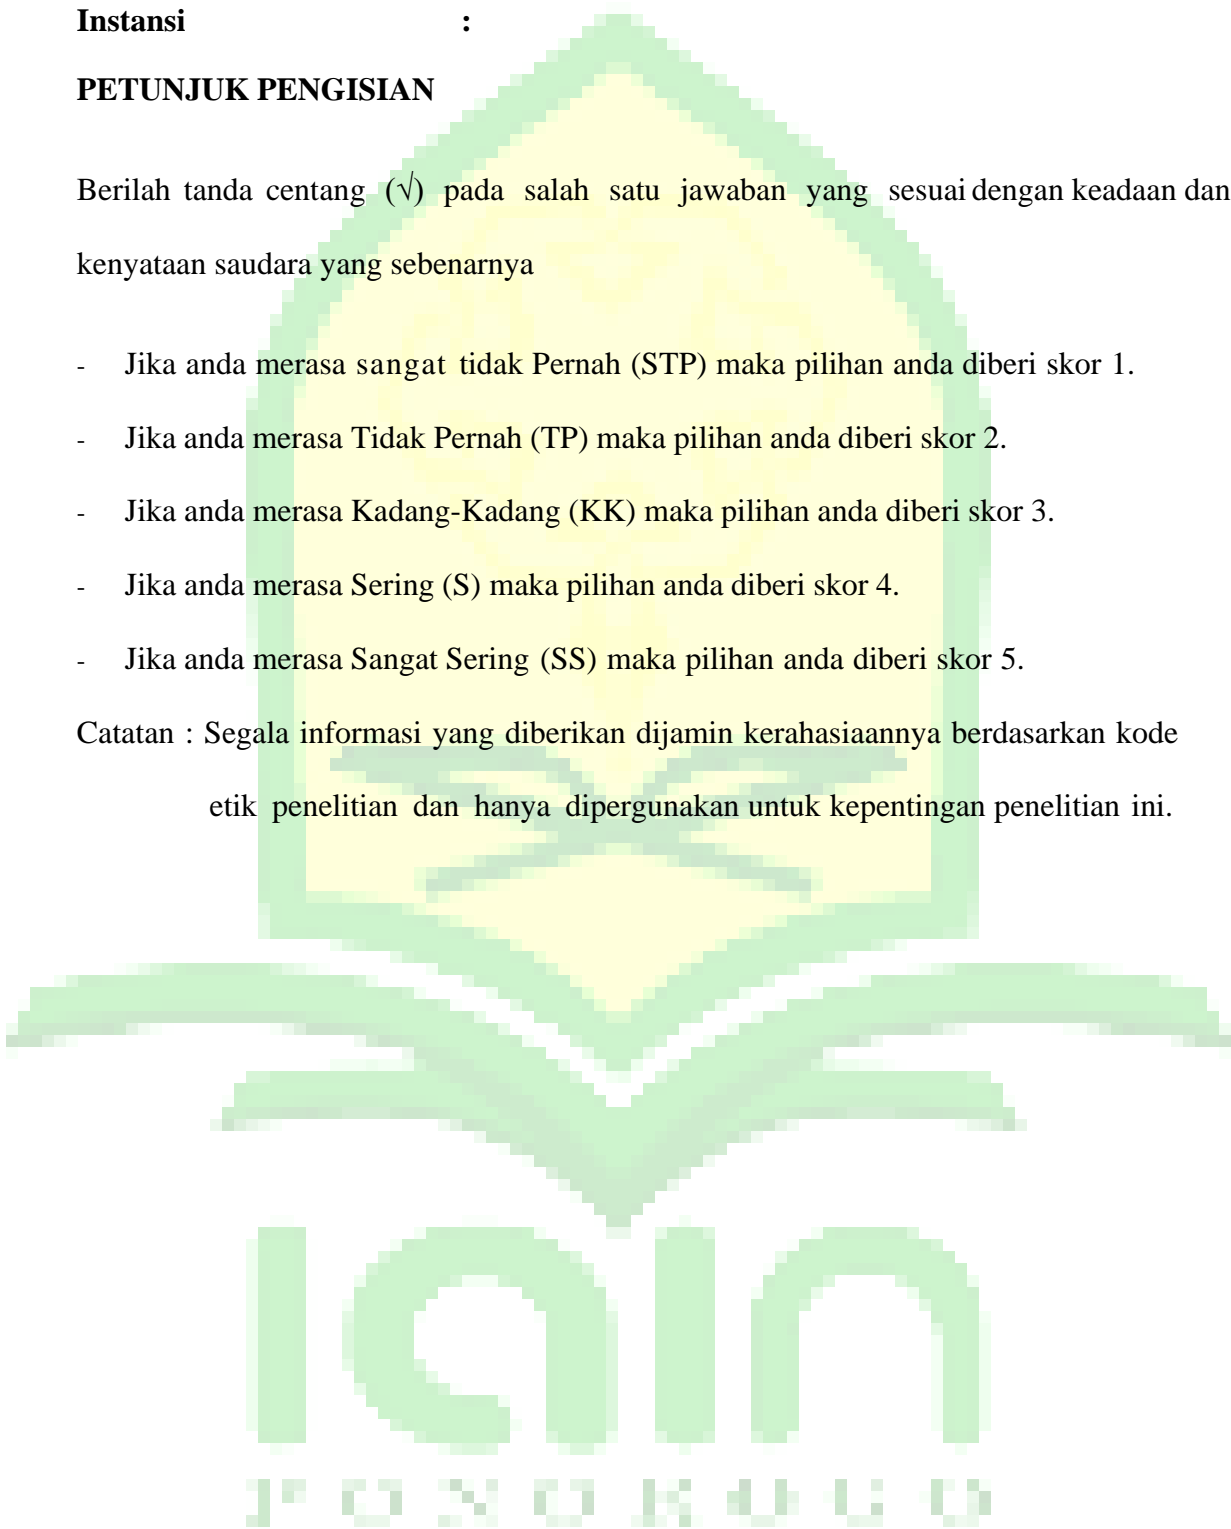 Instansi :
PETUNJUK PENGISIAN
Berilah tanda centang (√) pada salah satu jawaban yang sesuai dengan keadaan dan
kenyataan saudara yang sebenarnya
- Jika anda merasa sangat tidak Pernah (STP) maka pilihan anda diberi skor 1.
- Jika anda merasa Tidak Pernah (TP) maka pilihan anda diberi skor 2.
- Jika anda merasa Kadang-Kadang (KK) maka pilihan anda diberi skor 3.
- Jika anda merasa Sering (S) maka pilihan anda diberi skor 4.
- Jika anda merasa Sangat Sering (SS) maka pilihan anda diberi skor 5.
Catatan : Segala informasi yang diberikan dijamin kerahasiaannya berdasarkan kode
etik penelitian dan hanya dipergunakan untuk kepentingan penelitian ini.
iain
PONOROGO